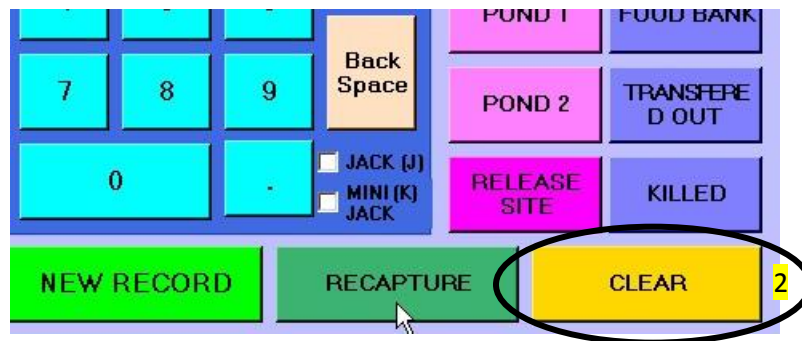 POND 1
FOOD BANK
Back
Space
7
8
9
POND 2
TRANSFERE
D OUT
0
.
JACK (J)
MINI (K)
JACK
RELEASE
SITE
KILLED
NEW RECORD
RECAPTURE
CLEAR
2